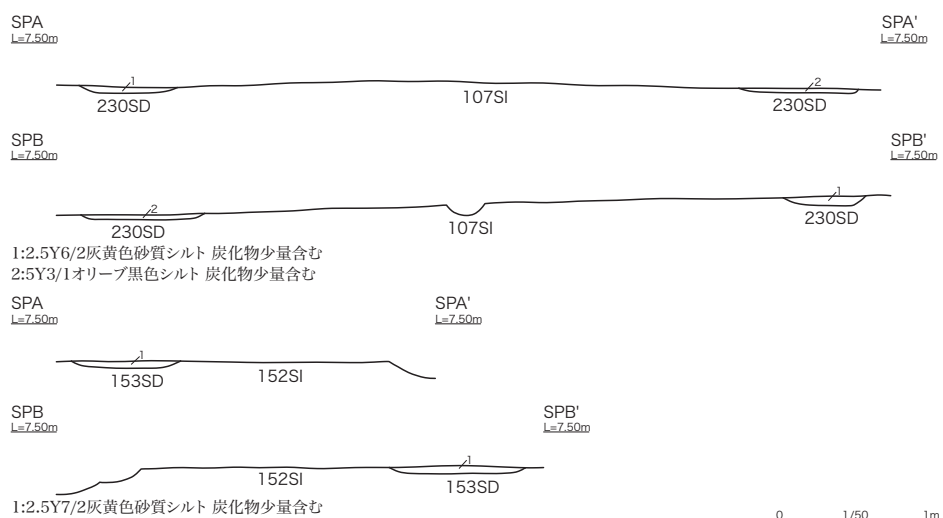 SPA SPA'
L=7.50m L=7.50m
1 2
230SD 107SI 230SD
SPB SPB'
L=7.50m L=7.50m
2 1
230SD 107SI 230SD
1:2.5Y6/2灰黄色砂質シルト 炭化物少量含む
2:5Y3/1オリーブ黒色シルト 炭化物少量含む
SPA SPA'
L=7.50m L=7.50m
1
153SD 152SI
SPB SPB'
L=7.50m L=7.50m
1
152SI 153SD
1:2.5Y7/2灰黄色砂質シルト 炭化物少量含む
0 1/50 1m